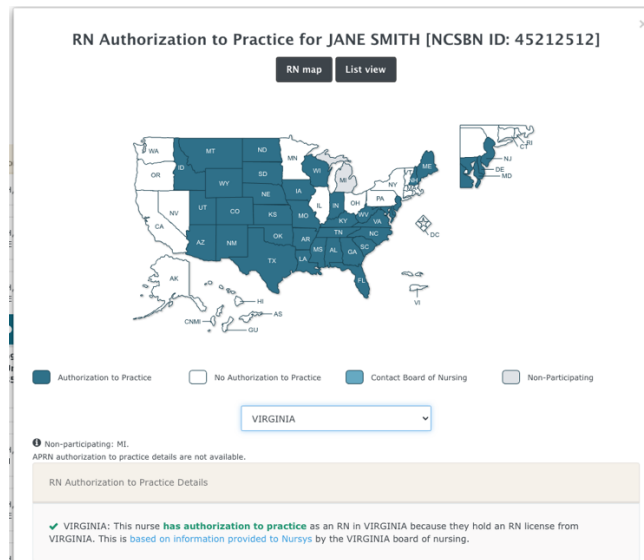 RN Authorization to Practice for JANE SMITH [NCSBN ID: 45212512]
RN map List view
WA MT ND MN ME
OR ID SD WI MI NY
WY IA PA
NV UT CO NE IL IN OH
CA KS MO KY WV VA
AZ NM OK AR TN NC
TX LA MS AL GA SC
FL
AK HI AS
CNMI GU
RI
CT
NJ
DE
MD
DC
VI
Authorization to Practice No Authorization to Practice Contact Board of Nursing Non-Participating
VIRGINIA
Non-participating: MI.
APRN authorization to practice details are not available.
RN Authorization to Practice Details
VIRGINIA: This nurse has authorization to practice as an RN in VIRGINIA because they hold an RN license from
VIRGINIA. This is based on information provided to Nursys by the VIRGINIA board of nursing.